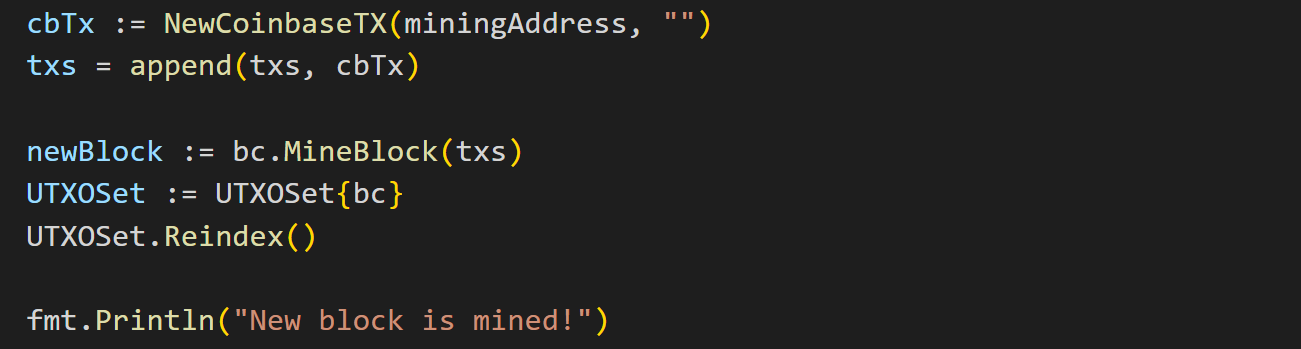 cbTx := NewCoinbaseTX(miningAddress, "")
txs = append(txs, cbTx)
newBlock := bc.MineBlock(txs)
UTXOSet := UTXOSet{bc}
UTXOSet.Reindex()
fmt.Println("New block is mined!")